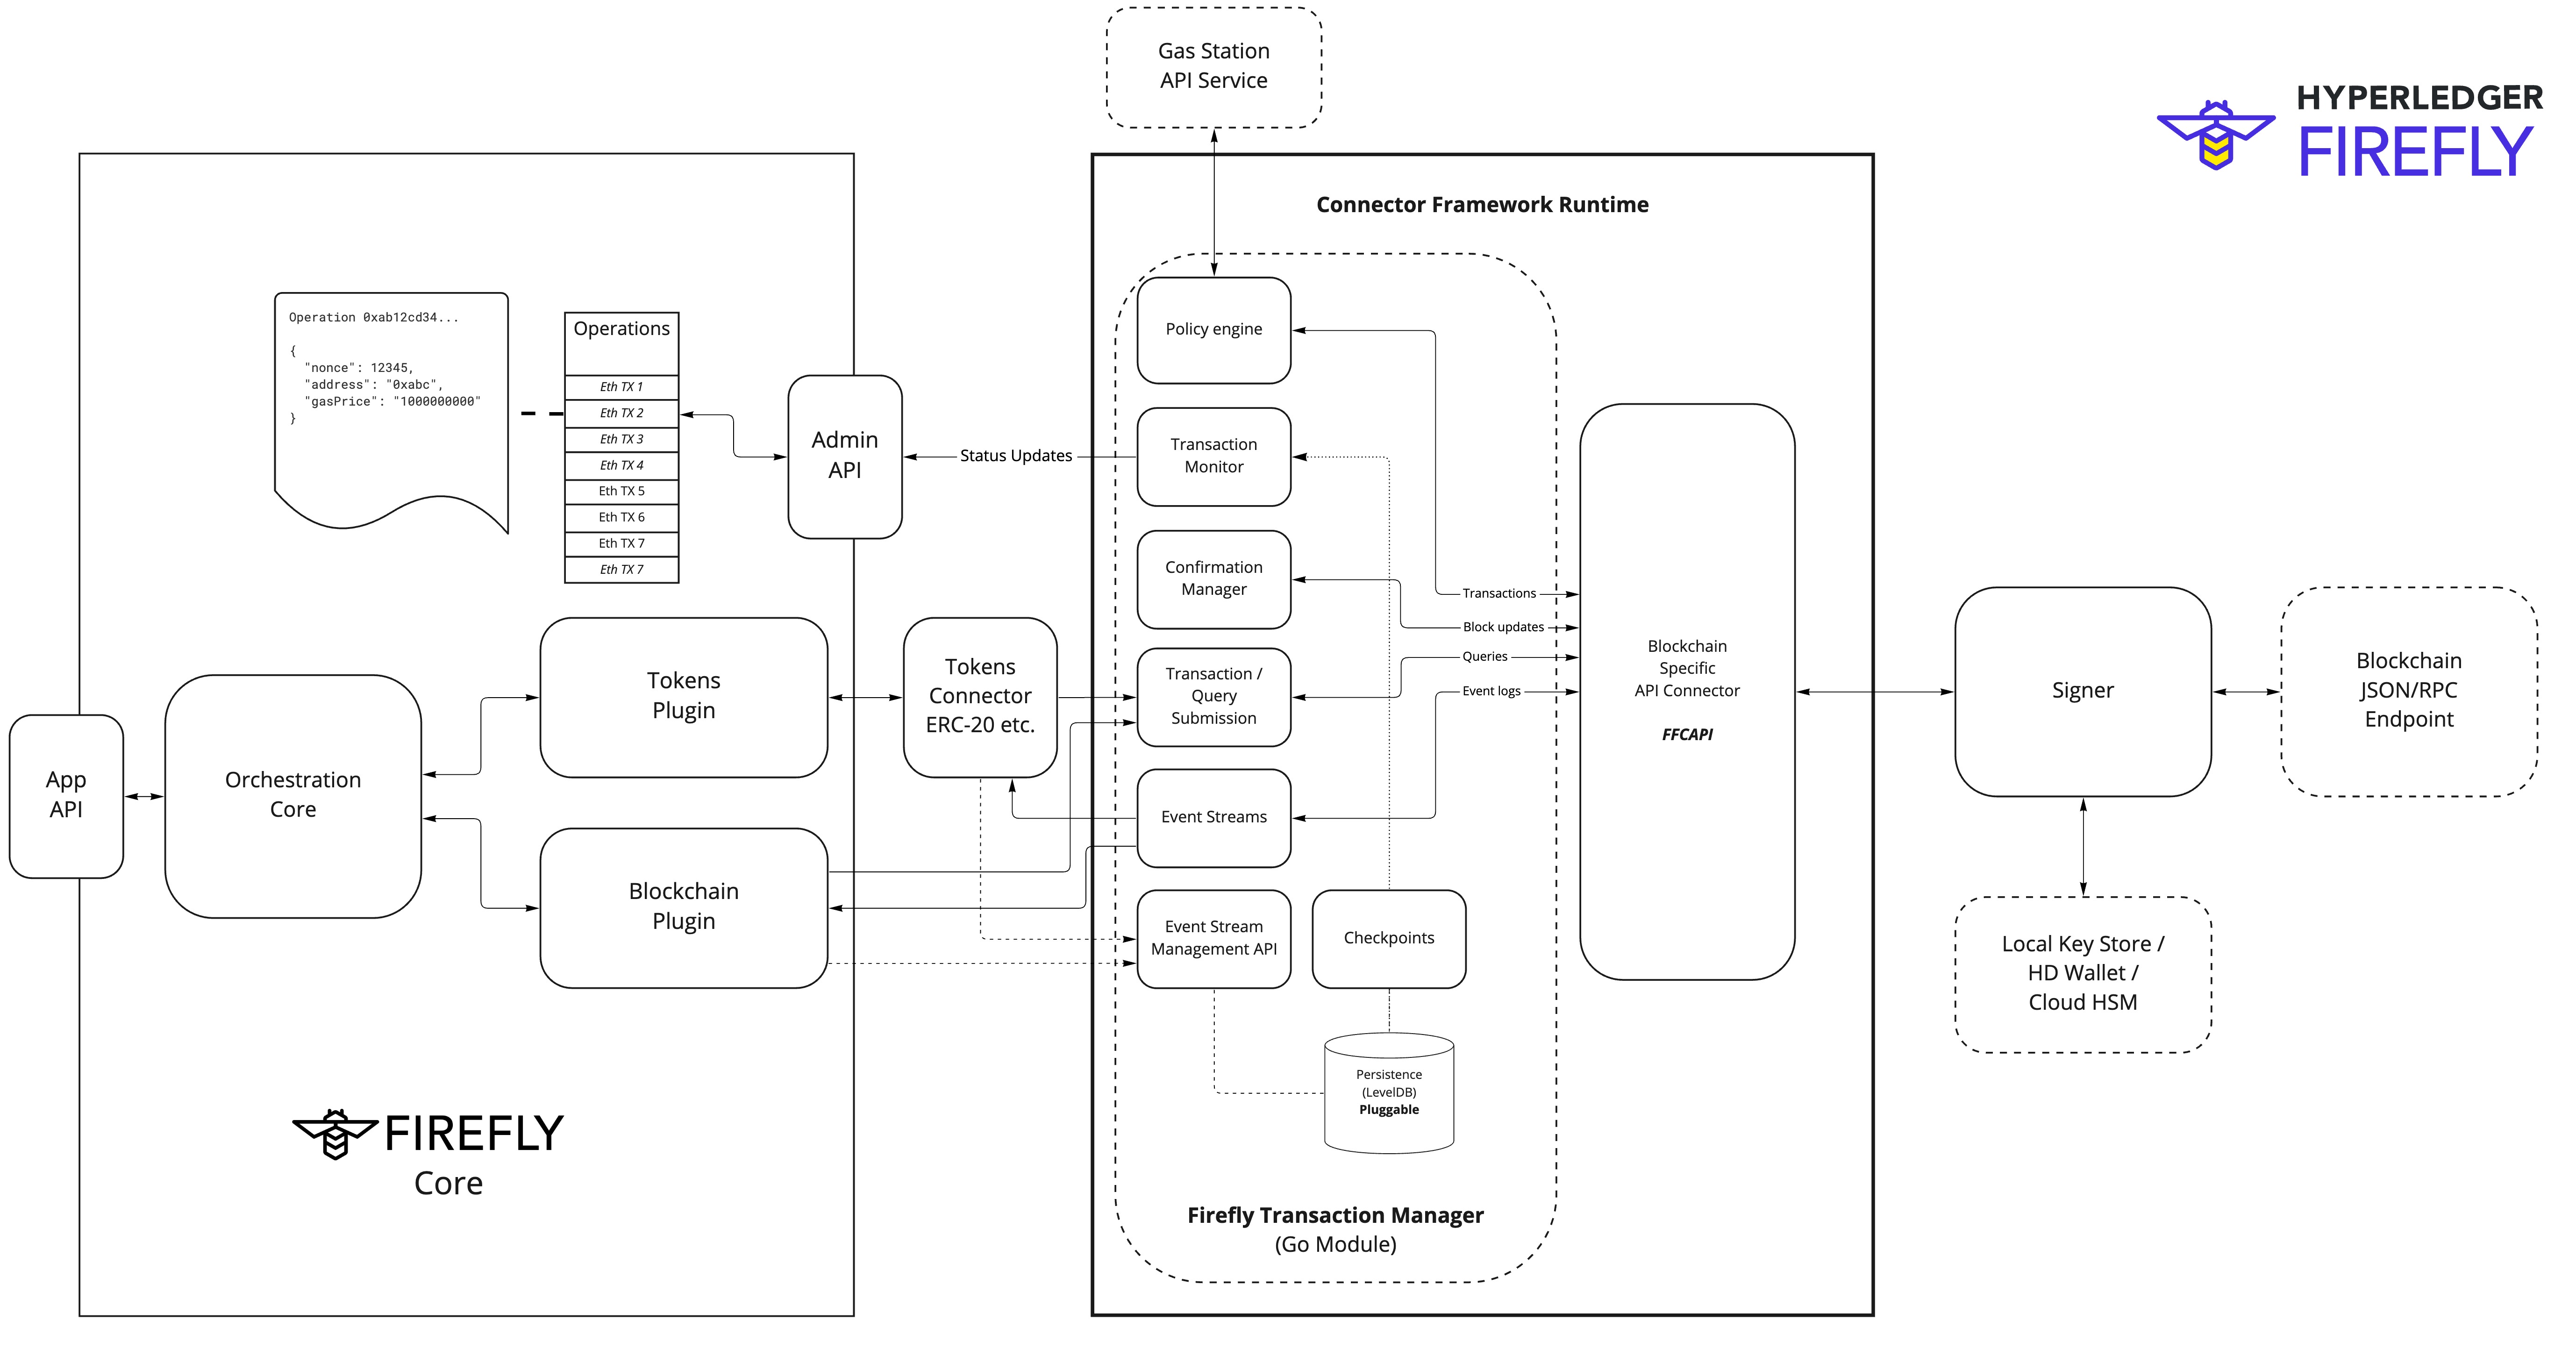 Gas Station
API Service
HYPERLEDGER
FIREFLY
Connector Framework Runtime
Operation 0xab12cd34...
{
"nonce": 12345,
"address": "0xabc",
"gasPrice": "1000000000"
}
Operations
Eth TX 1
Eth TX 2
Eth TX 3
Eth TX 4
Eth TX 5
Eth TX 6
Eth TX 7
Eth TX 7
Admin
API
Status Updates
Policy engine
Transaction
Monitor
Confirmation
Manager
Transaction /
Query
Submission
Event Streams
Event Stream
Management API
Checkpoints
Persistence
(LevelDB)
Pluggable
Firefly Transaction Manager
(Go Module)
Transactions
Block updates
Queries
Event logs
Blockchain
Specific
API Connector
FFCAPI
Signer
Blockchain
JSON/RPC
Endpoint
Local Key Store /
HD Wallet /
Cloud HSM
App
API
Orchestration
Core
Tokens
Plugin
Blockchain
Plugin
Tokens
Connector
ERC-20 etc.
FIREFLY
Core